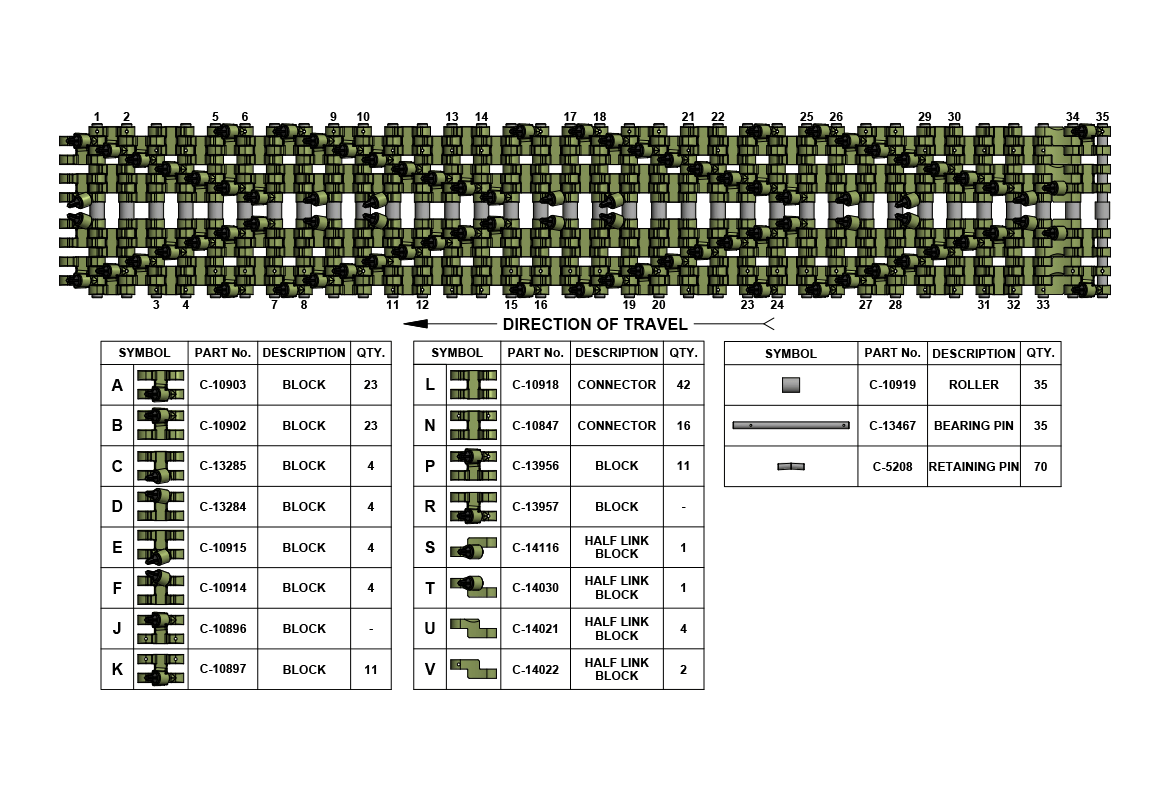 1 2 5 6 9 10 13 14 17 18 21 22 25 26 29 30 34 35
3 4 7 8 11 12 15 16 19 20 23 24 27 28 31 32 33
DIRECTION OF TRAVEL
SYMBOL PART No. DESCRIPTION QTY.
A C-10903 BLOCK 23
B C-10902 BLOCK 23
C C-13285 BLOCK 4
D C-13284 BLOCK 4
E C-10915 BLOCK 4
F C-10914 BLOCK 4
J C-10896 BLOCK -
K C-10897 BLOCK 11
SYMBOL PART No. DESCRIPTION QTY.
L C-10918 CONNECTOR 42
N C-10847 CONNECTOR 16
P C-13956 BLOCK 11
R C-13957 BLOCK -
S C-14116 HALF LINK BLOCK 1
T C-14030 HALF LINK BLOCK 1
U C-14021 HALF LINK BLOCK 4
V C-14022 HALF LINK BLOCK 2
SYMBOL PART No. DESCRIPTION QTY.
C-10919 ROLLER 35
C-13467 BEARING PIN 35
C-5208 RETAINING PIN 70